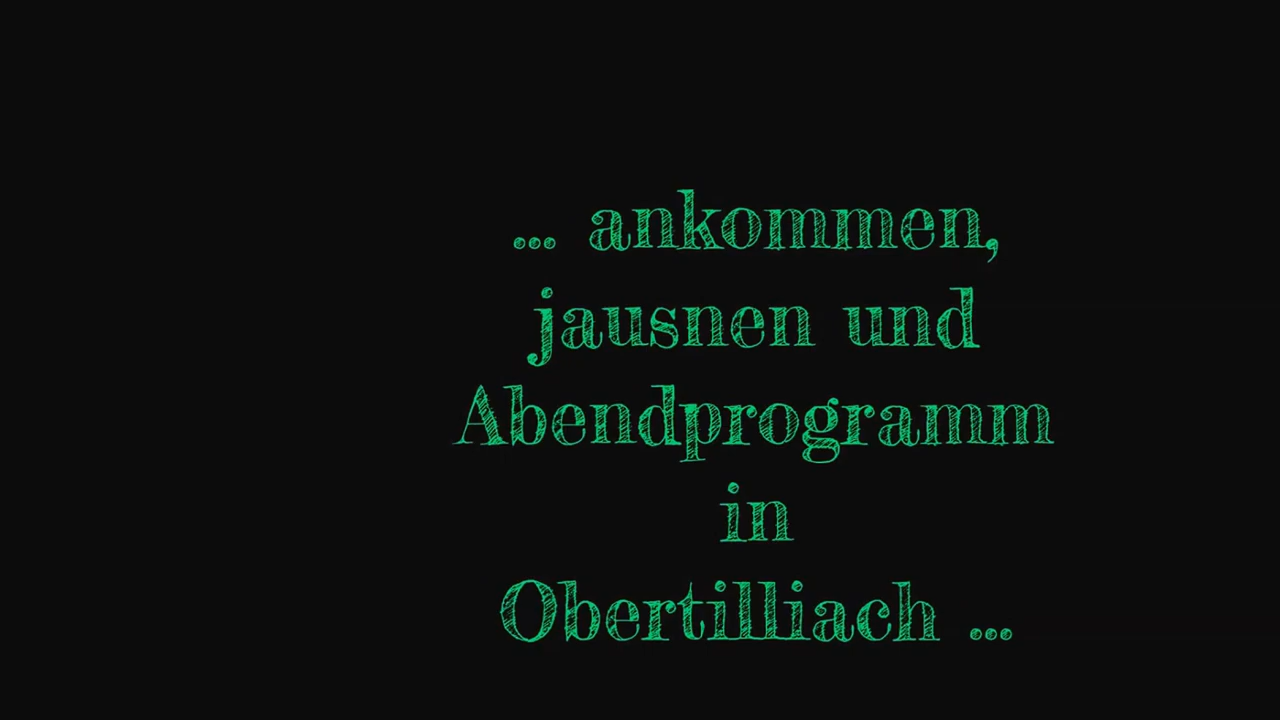 ... ankommen,
jausnen und
Abendprogramm
in
Obertilliach ...